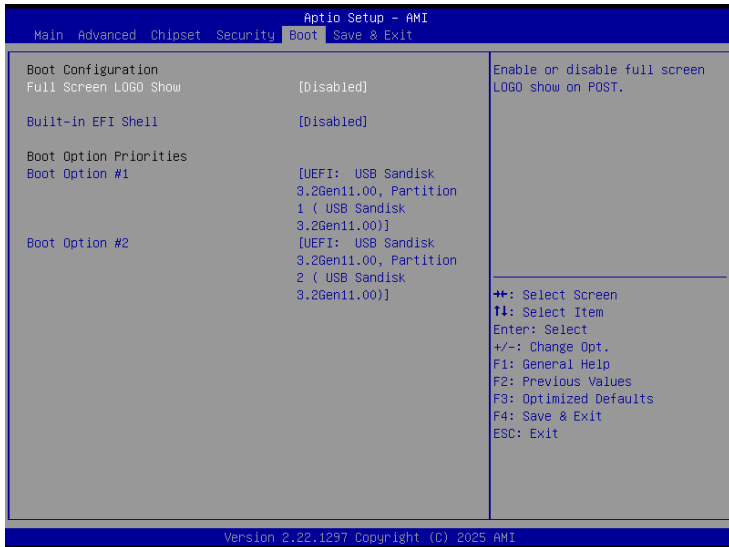 Aptio Setup – AMI
Main Advanced Chipset Security Boot Save & Exit
Boot Configuration
Full Screen LOGO Show [Disabled]
Built-in EFI Shell [Disabled]
Boot Option Priorities
Boot Option #1 [UEFI: USB Sandisk
3.2Gen11.00, Partition
1 ( USB Sandisk
3.2Gen11.00)]
Boot Option #2 [UEFI: USB Sandisk
3.2Gen11.00, Partition
2 ( USB Sandisk
3.2Gen11.00)]
Enable or disable full screen
LOGO show on POST.
→←: Select Screen
↑↓: Select Item
Enter: Select
+/-: Change Opt.
F1: General Help
F2: Previous Values
F3: Optimized Defaults
F4: Save & Exit
ESC: Exit
Version 2.22.1297 Copyright (C) 2025 AMI